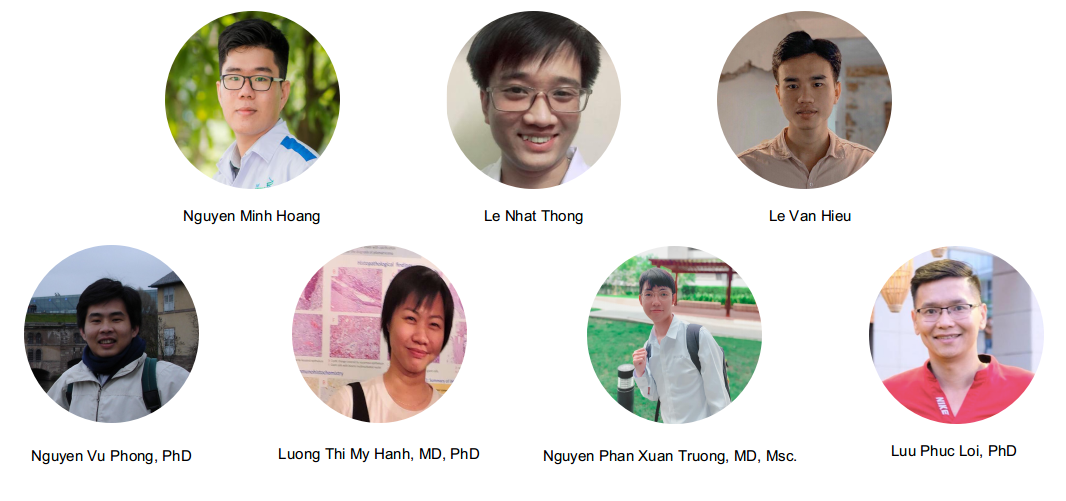 Nguyen Minh Hoang
Le Nhat Thong
Le Van Hieu
Nguyen Vu Phong, PhD
Luong Thi My Hanh, MD, PhD
Nguyen Phan Xuan Truong, MD, Msc.
Luu Phuc Loi, PhD
NIKE